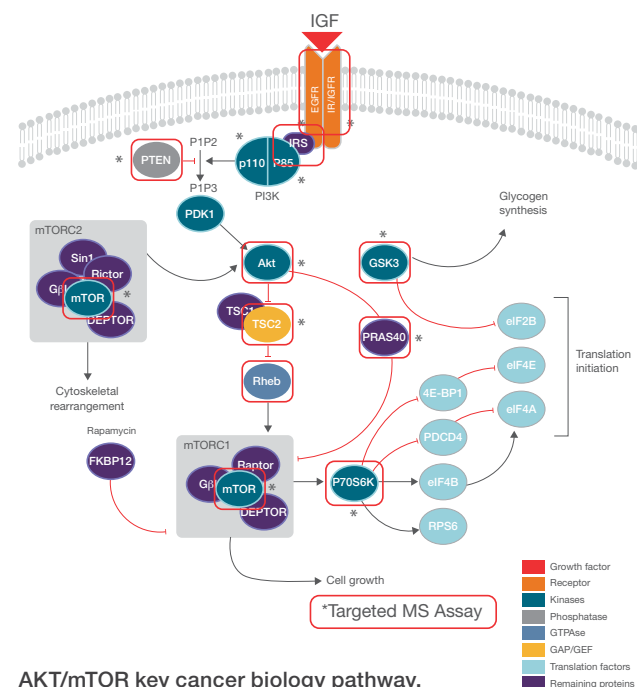 IGF
EGFR
IR/IGFR
*
*
*
IRS
*
PTEN
P1P2
p110
P85
*
P1P3
PI3K
PDK1
Glycogen
synthesis
mTORC2
Sin1
Rictor
Gβ
mTOR
*
DEPTOR
Akt
*
*
GSK3
TSC1
TSC2
*
PRAS40
*
eIF2B
Translation
initiation
eIF4E
eIF4A
Cytoskeletal
rearrangement
Rheb
4E-BP1
PDCD4
Rapamycin
FKBP12
mTORC1
Raptor
Gβ
mTOR
*
DEPTOR
P70S6K
*
eIF4B
RPS6
Cell growth
*Targeted MS Assay
Growth factor
Receptor
Kinases
Phosphatase
GTPAse
GAP/GEF
Translation factors
Remaining proteins
AKT/mTOR key cancer biology pathway.